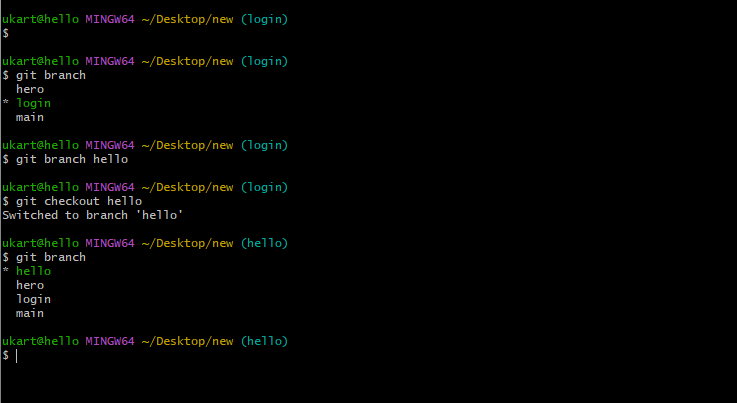 ukart@hello MINGW64 ~/Desktop/new (login)
$
ukart@hello MINGW64 ~/Desktop/new (login)
$ git branch
  hero
* login
  main
ukart@hello MINGW64 ~/Desktop/new (login)
$ git branch hello
ukart@hello MINGW64 ~/Desktop/new (login)
$ git checkout hello
Switched to branch 'hello'
ukart@hello MINGW64 ~/Desktop/new (hello)
$ git branch
* hello
  hero
  login
  main
ukart@hello MINGW64 ~/Desktop/new (hello)
$